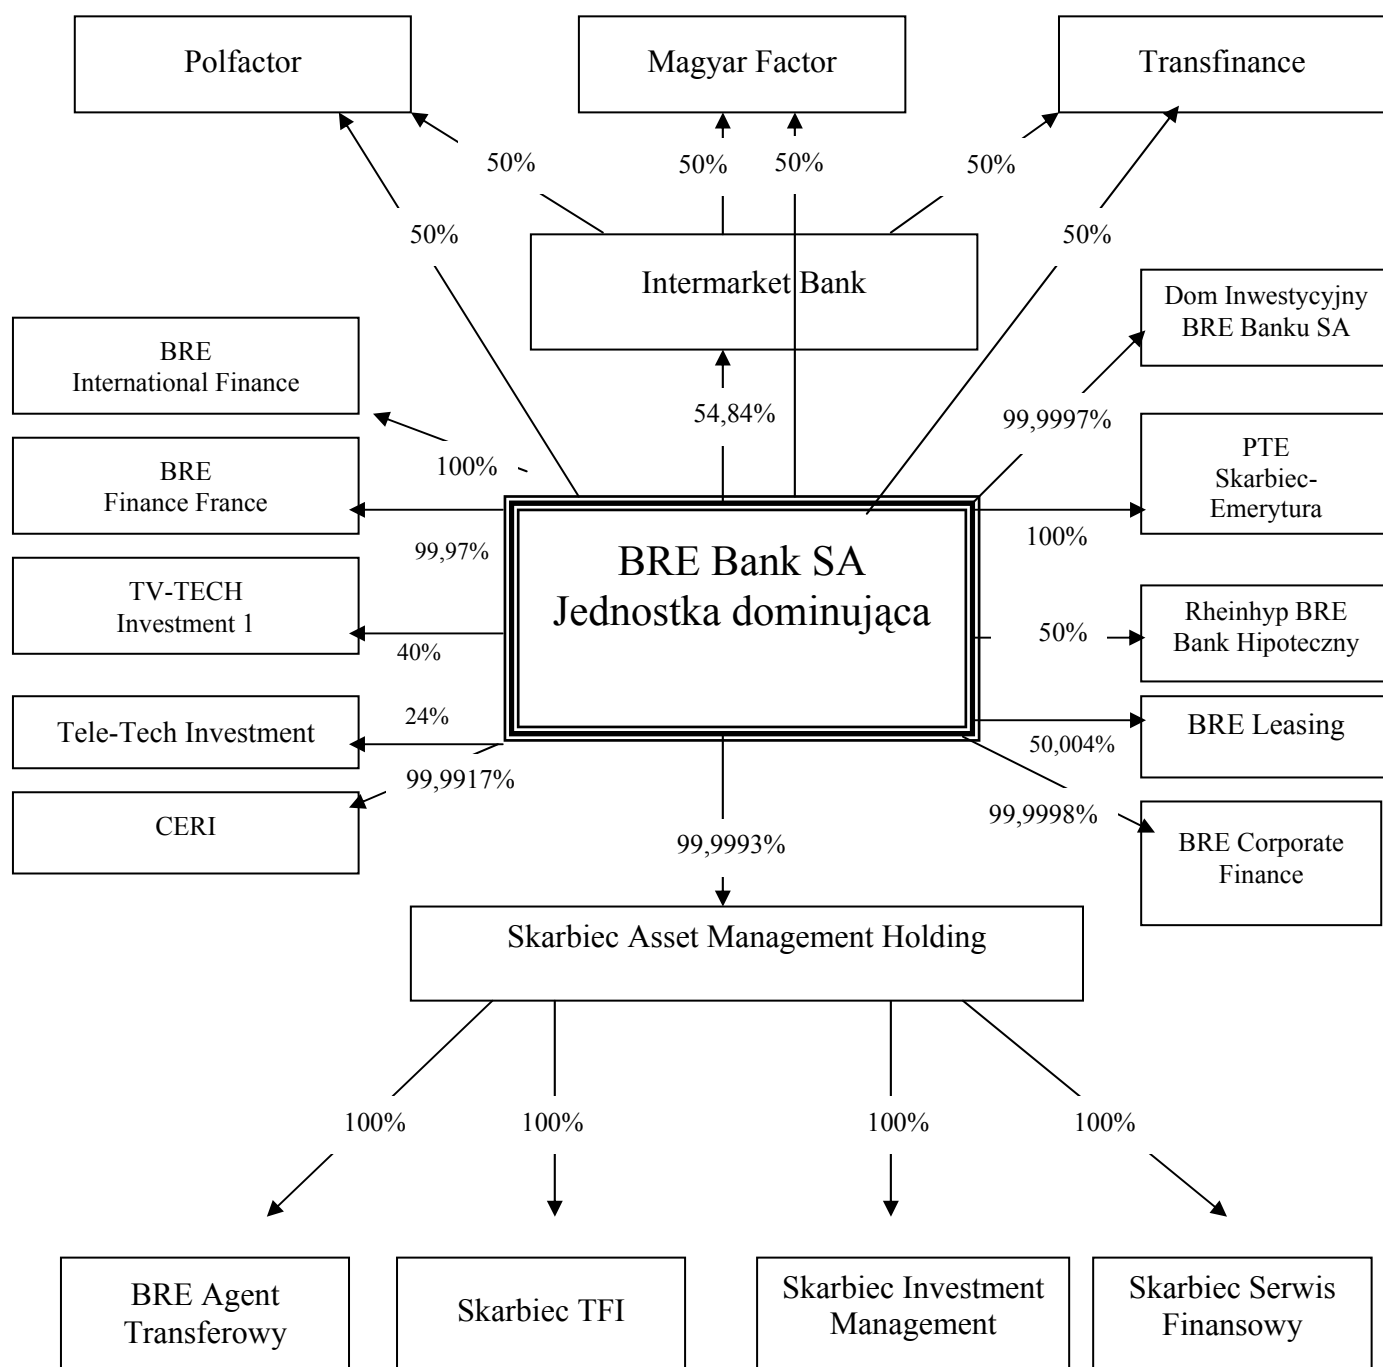 Polfactor
Magyar Factor
Transfinance
50%
50%
50%
50%
50%
50%
Intermarket Bank
Dom Inwestycyjny
BRE Banku SA
BRE
International Finance
54,84%
99,9997%
PTE
Skarbiec-
Emerytura
100%
BRE
Finance France
99,97%
100%
BRE Bank SA
Jednostka dominująca
TV-TECH
Investment 1
40%
50%
Rheinhyp BRE
Bank Hipoteczny
Tele-Tech Investment
24%
BRE Leasing
50,004%
99,9917%
CERI
99,9998%
BRE Corporate
Finance
99,9993%
Skarbiec Asset Management Holding
100%
100%
100%
100%
BRE Agent
Transferowy
Skarbiec TFI
Skarbiec Investment
Management
Skarbiec Serwis
Finansowy